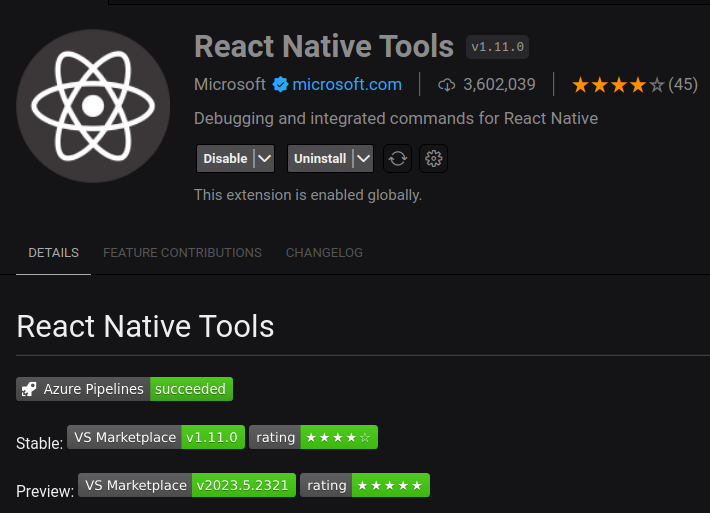 React Native Tools v1.11.0
Microsoft microsoft.com 3,602,039 ★★★★☆(45)
Debugging and integrated commands for React Native
Disable Uninstall
This extension is enabled globally.
DETAILS FEATURE CONTRIBUTIONS CHANGELOG
React Native Tools
Azure Pipelines succeeded
Stable: VS Marketplace v1.11.0 rating ★★★★☆
Preview: VS Marketplace v2023.5.2321 rating ★★★★★